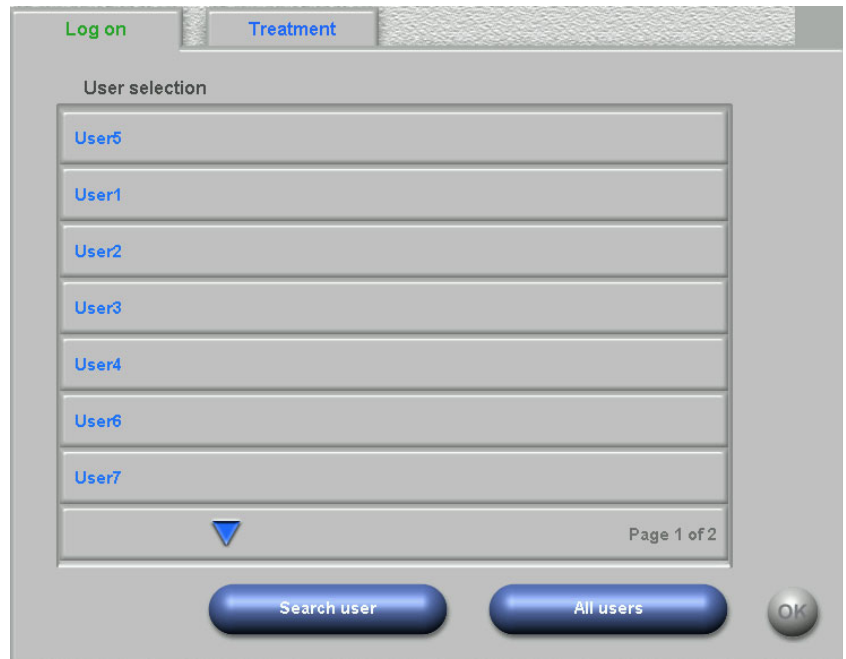 Log on
Treatment
User selection
User5
User1
User2
User3
User4
User6
User7
Page 1 of 2
Search user
All users
OK